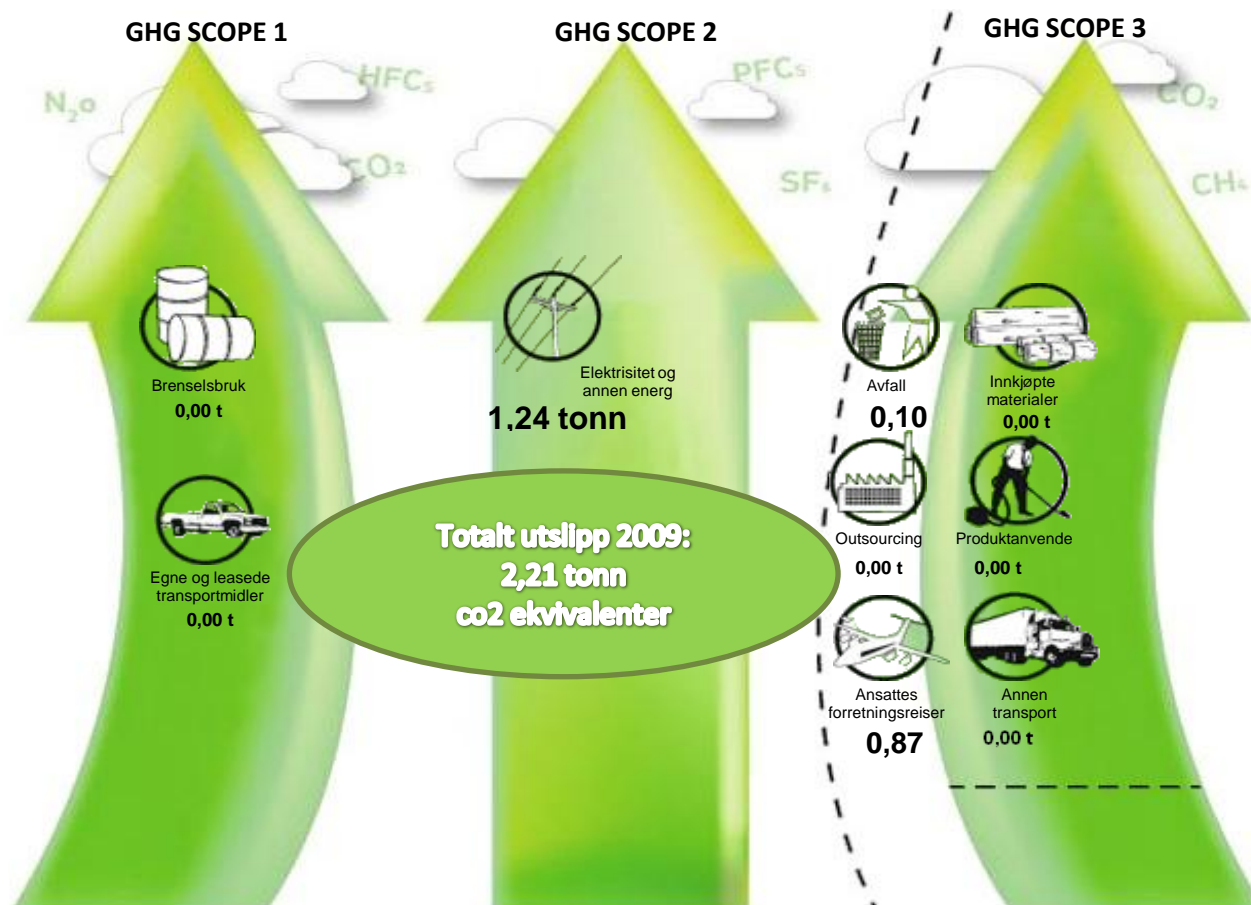 GHG SCOPE 1
GHG SCOPE 2
GHG SCOPE 3
N₂o
HFCs
CO₂
PFCs
SF₆
CO₂
CH₄
Brenselsbruk
0,00 t
Egne og leasede
transportmidler
0,00 t
Elektrisitet og
annen energ
1,24 tonn
Totalt utslipp 2009:
2,21 tonn
co2 ekvivalenter
Avfall
0,10
Innkjøpte
materialer
0,00 t
Outsourcing
0,00 t
Produktanvende
0,00 t
Ansattes
forretningsreiser
0,87
Annen
transport
0,00 t